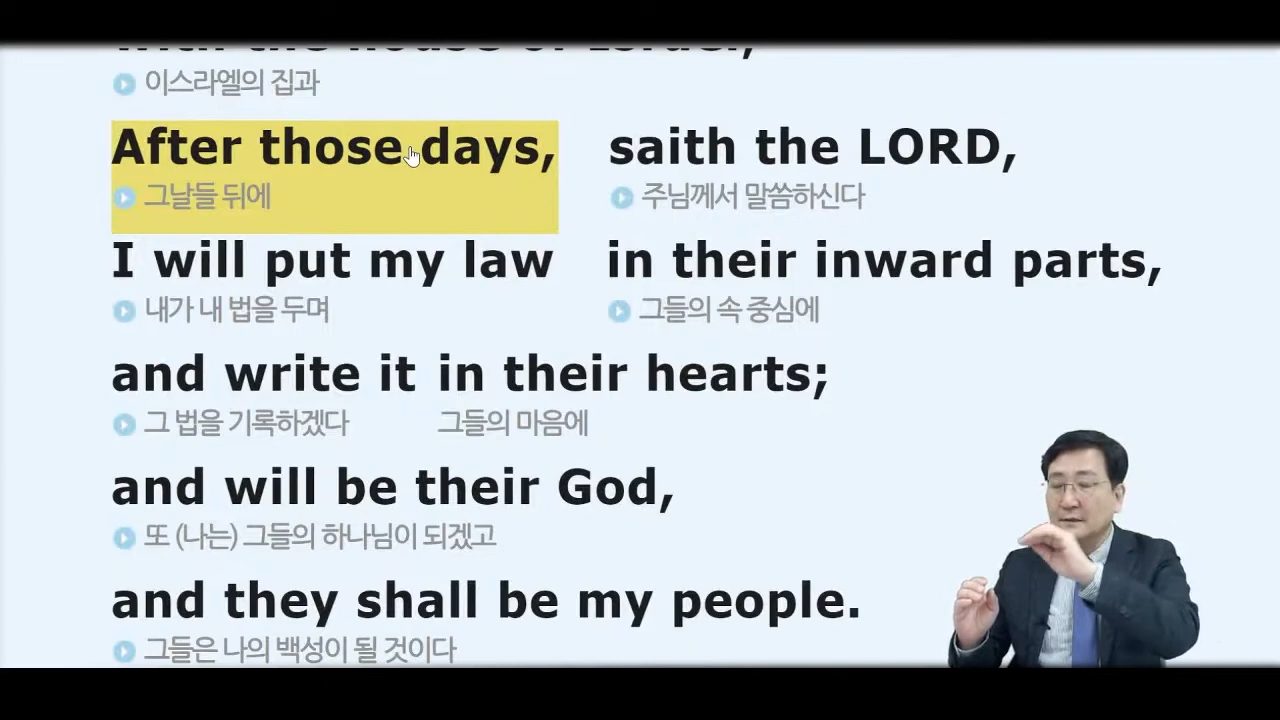 with the house of Israel,
이스라엘의 집과
After those days, saith the LORD,
그날들 뒤에 주님께서 말씀하신다
I will put my law in their inward parts,
내가 내 법을 두며 그들의 속 중심에
and write it in their hearts;
그 법을 기록하겠다 그들의 마음에
and will be their God,
또 (나는) 그들의 하나님이 되겠고
and they shall be my people.
그들은 나의 백성이 될 것이다